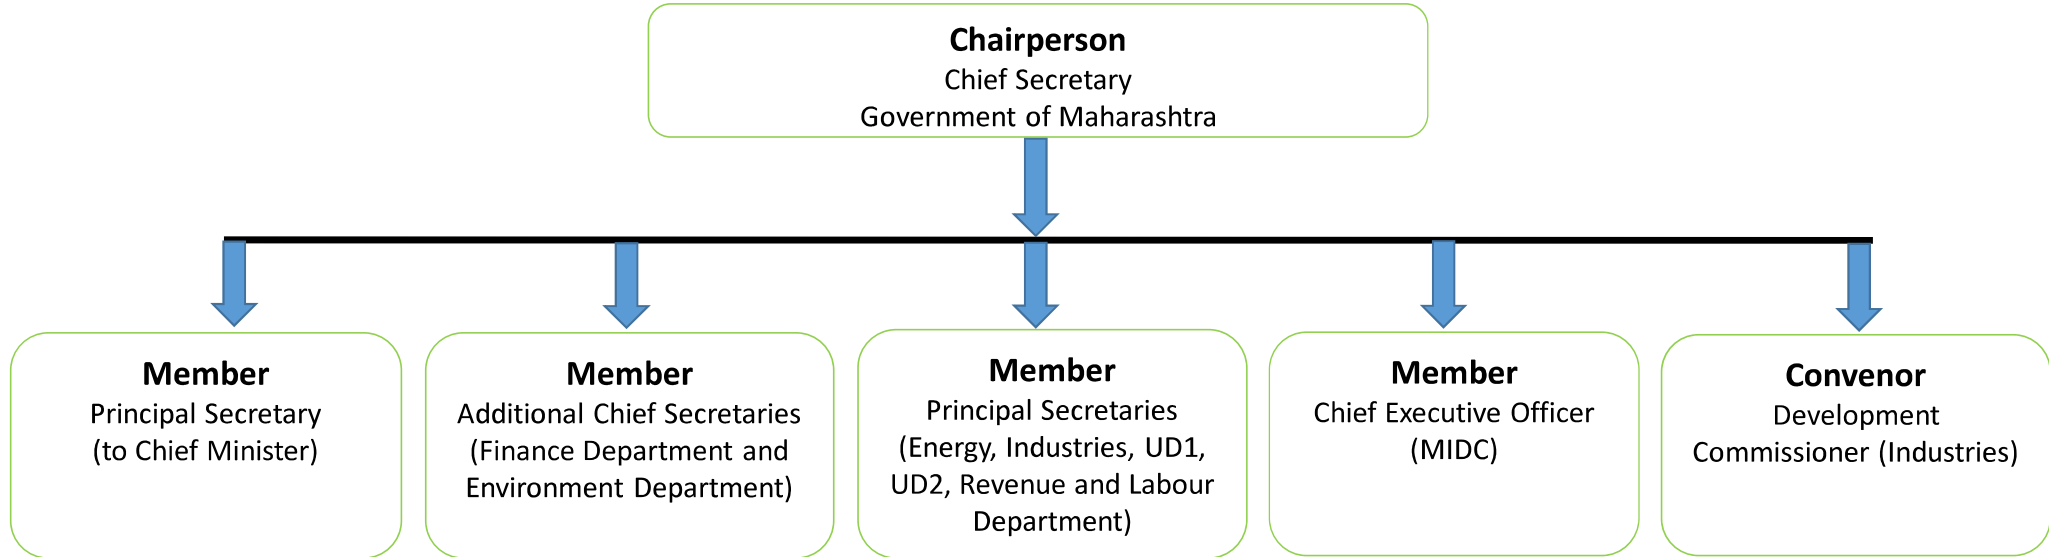 Chairperson
Chief Secretary
Government of Maharashtra
Member
Principal Secretary
(to Chief Minister)
Member
Additional Chief Secretaries
(Finance Department and
Environment Department)
Member
Principal Secretaries
(Energy, Industries, UD1,
UD2, Revenue and Labour
Department)
Member
Chief Executive Officer
(MIDC)
Convenor
Development
Commissioner (Industries)